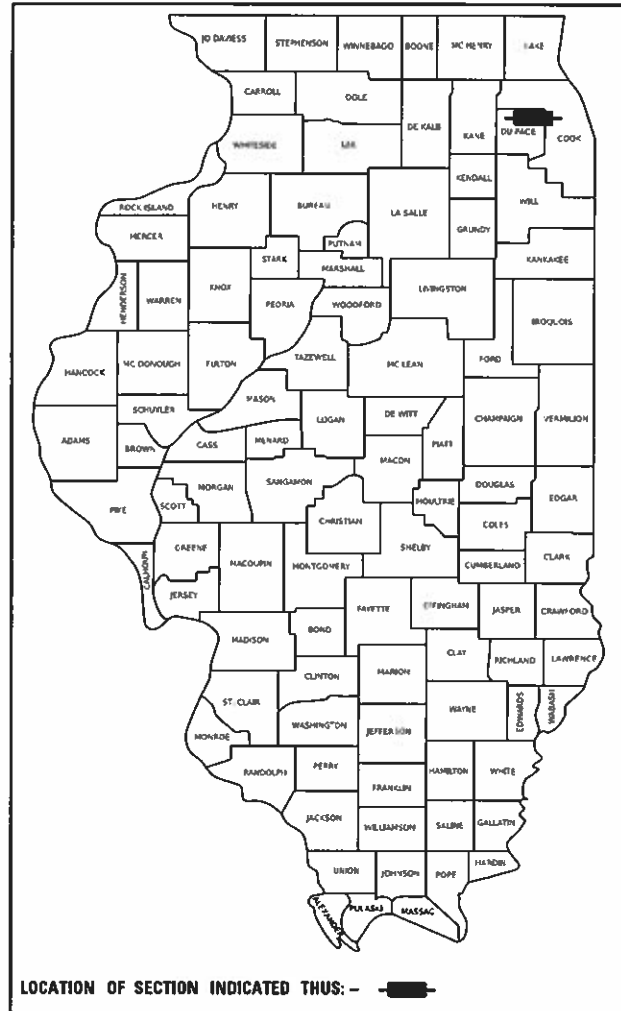 JO DAVIESS STEPHENSON WINNEBAGO BOONE MC HENRY LAKE
CARROLL OGLE
DE KALB KANE DU PAGE COOK
WHITESIDE LEE
KENDALL
ROCK ISLAND HENRY BUREAU LA SALLE GRUNDY WILL
MERCER PUTNAM
STARK MARSHALL KANKAKEE
HENDERSON WARREN KNOX PEORIA WOODFORD LIVINGSTON IROQUOIS
HANCOCK MC DONOUGH FULTON TAZEWELL MC LEAN FORD
MASON
SCHUYLER LOGAN DE WITT CHAMPAIGN VERMILION
ADAMS BROWN CASS MENARD MACON PIATT
PIKE SCOTT MORGAN SANGAMON MOULTRIE DOUGLAS EDGAR
CHRISTIAN COLES
CALHOUN GREENE MACOUPIN MONTGOMERY SHELBY CUMBERLAND CLARK
JERSEY FAYETTE EFFINGHAM JASPER CRAWFORD
MADISON BOND
CLINTON MARION CLAY RICHLAND LAWRENCE
ST. CLAIR WASHINGTON WAYNE EDWARDS WABASH
MONROE JEFFERSON
RANDOLPH PERRY FRANKLIN HAMILTON WHITE
JACKSON WILLIAMSON SALINE GALLATIN
UNION JOHNSON POPE HARDIN
ALEXANDER PULASKI MASSAC
LOCATION OF SECTION INDICATED THUS: –